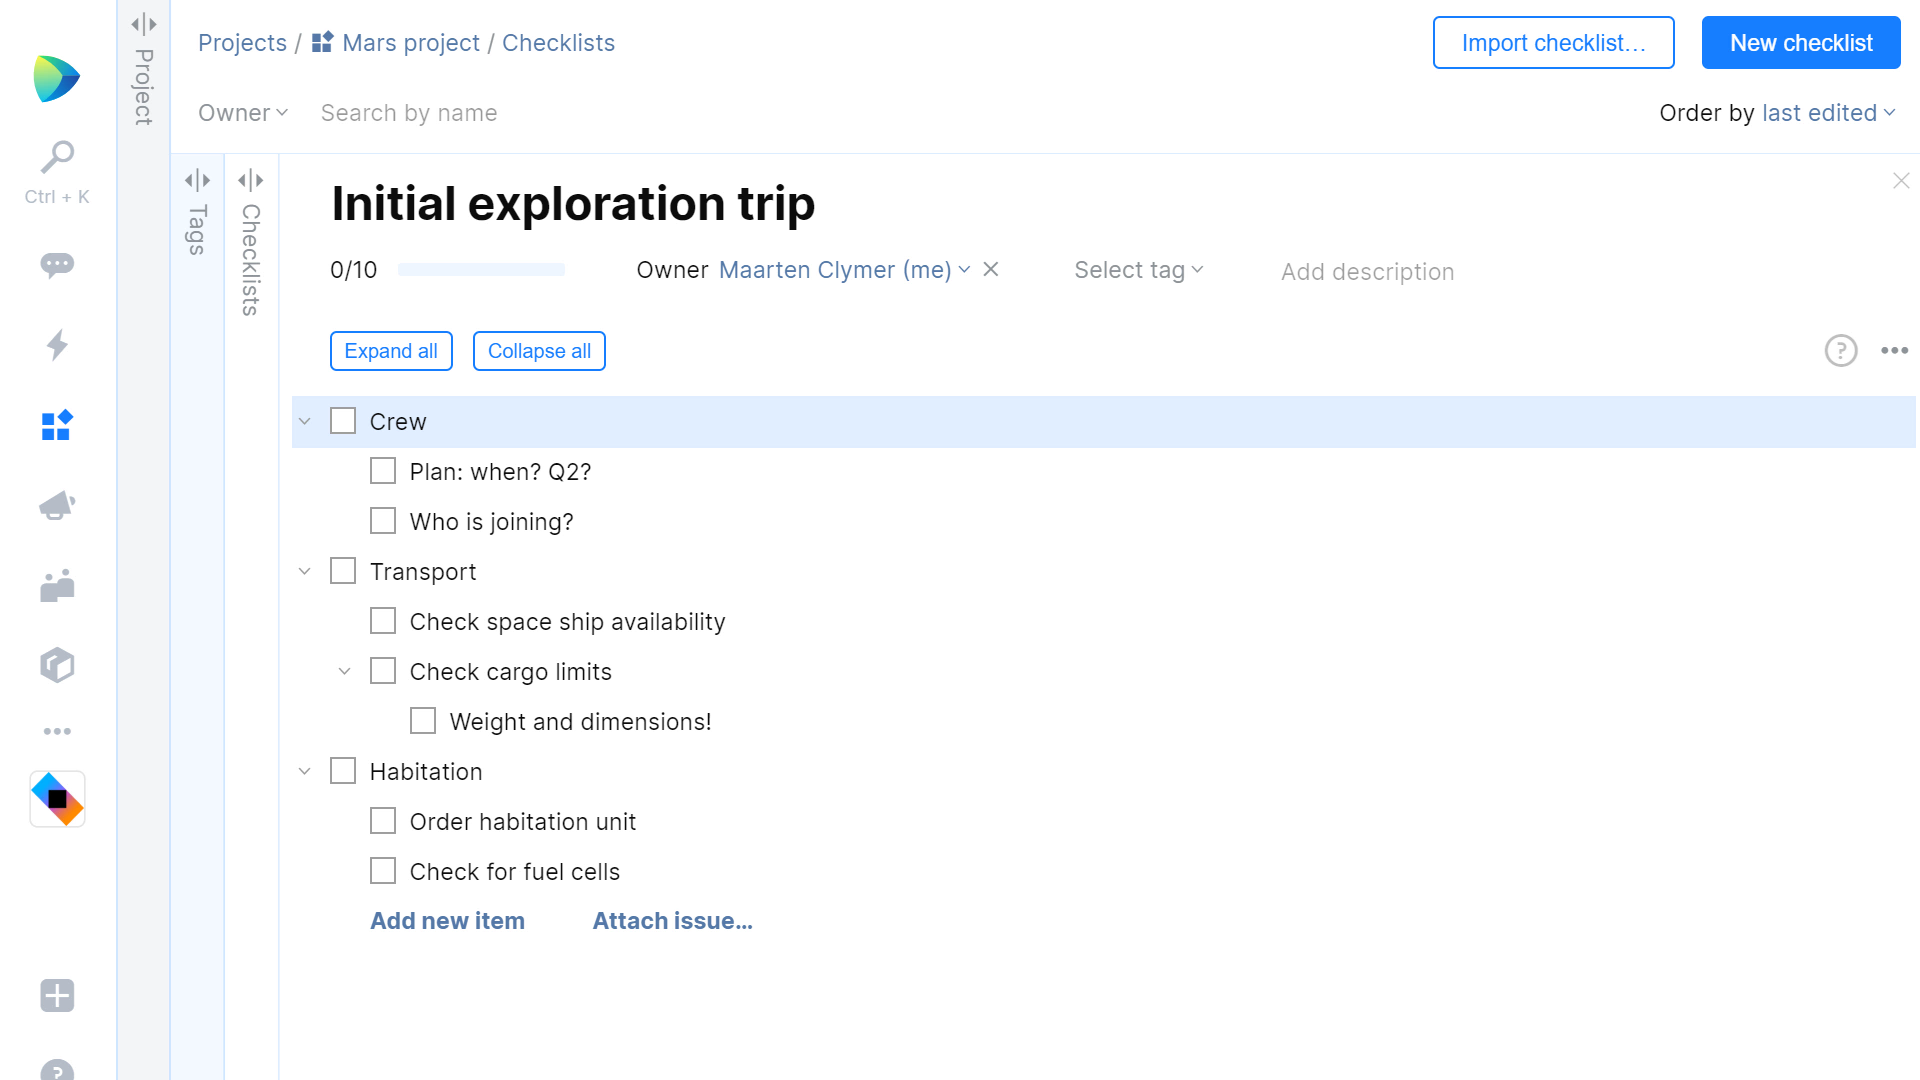 Projects / Mars project / Checklists
Import checklist...
New checklist
Project
Owner
Search by name
Order by last edited
Ctrl + K
Tags
Checklists
Initial exploration trip
0/10
Owner Maarten Clymer (me)
Select tag
Add description
Expand all
Collapse all
?
Crew
Plan: when? Q2?
Who is joining?
Transport
Check space ship availability
Check cargo limits
Weight and dimensions!
Habitation
Order habitation unit
Check for fuel cells
Add new item
Attach issue...
?